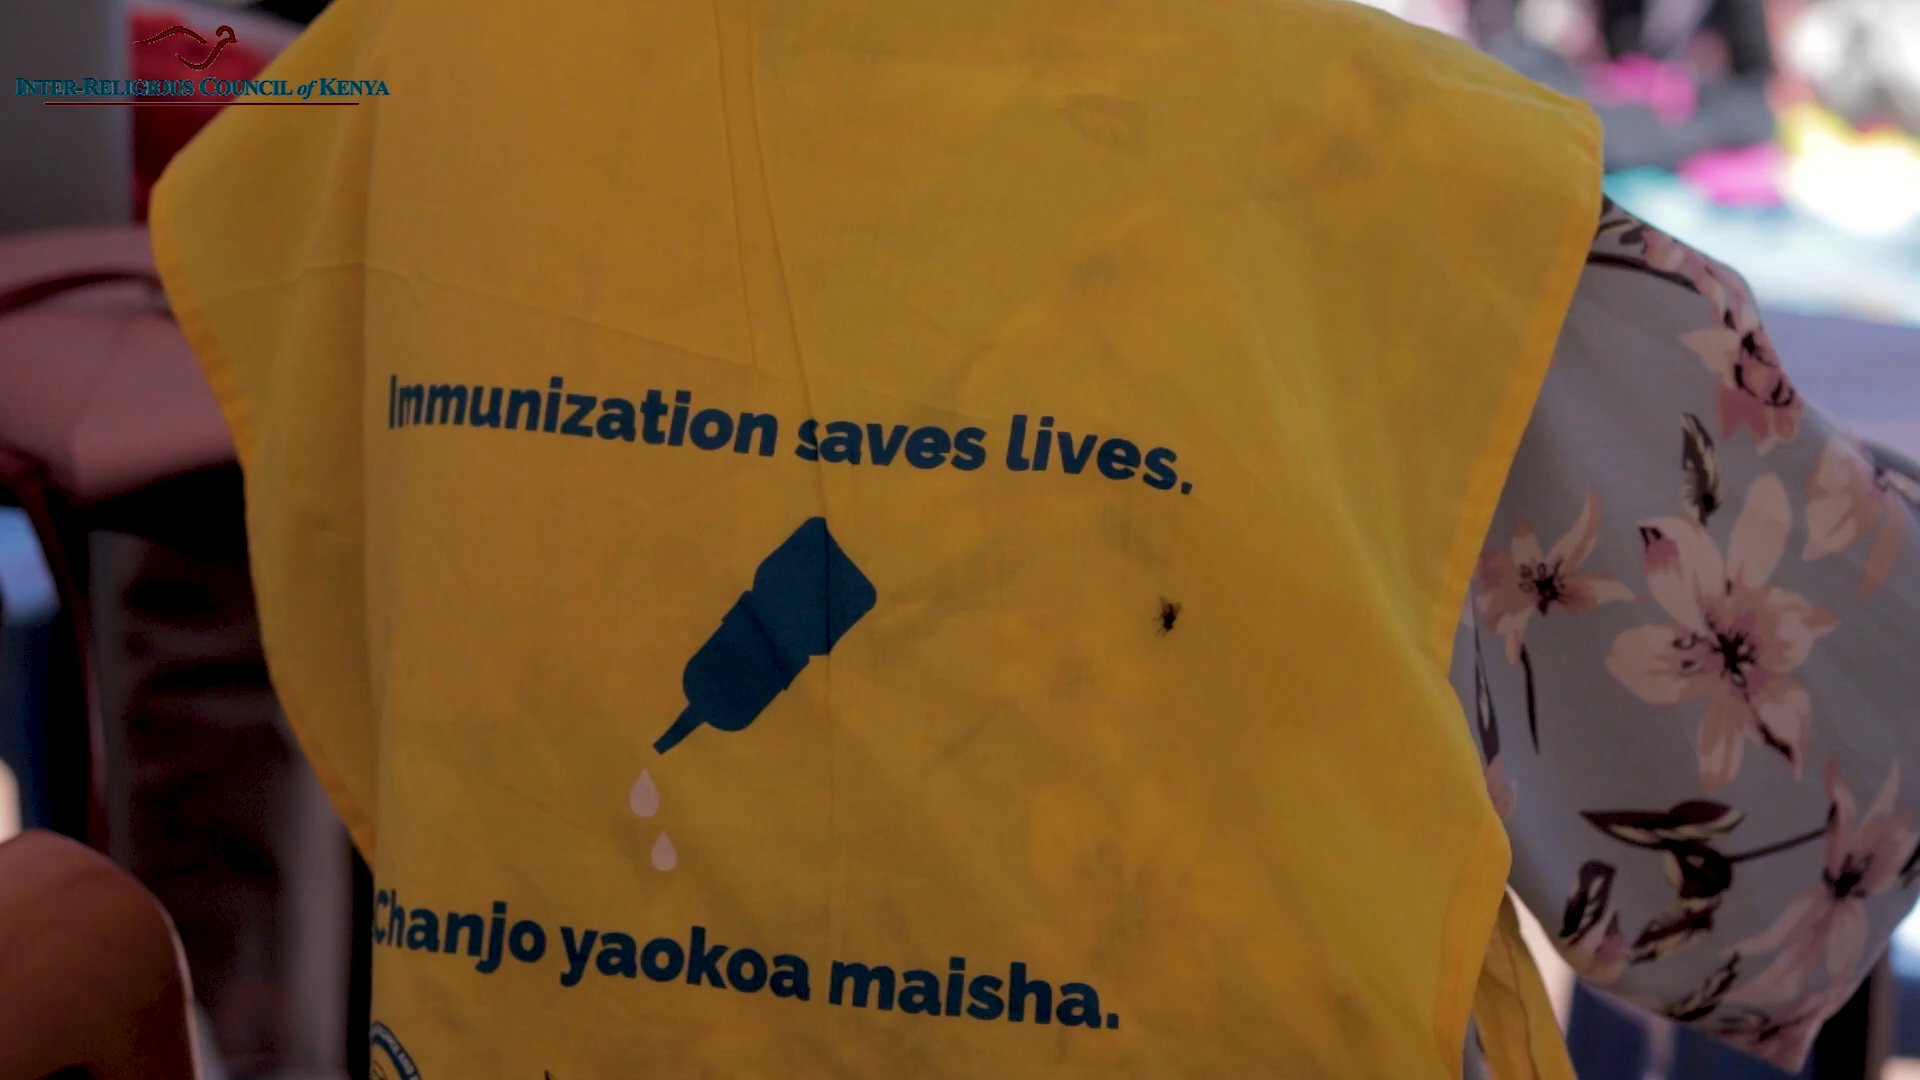 INTER-RELIGIOUS COUNCIL of KENYA
Immunization saves lives.
Chanjo yaokoa maisha.